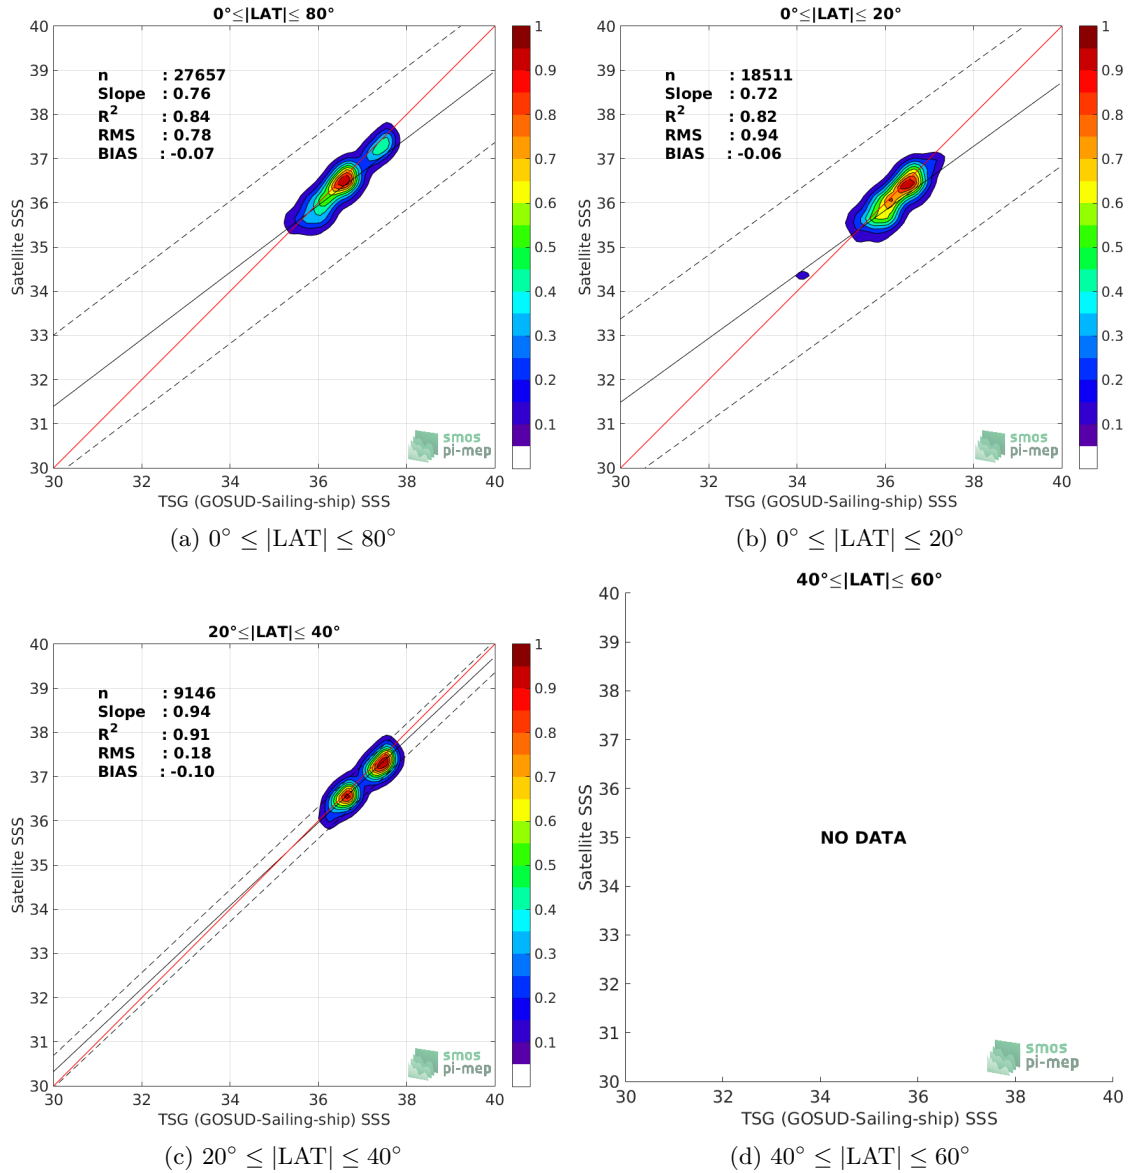 0°≤|LAT|≤ 80°
40
39
38
37
36
35
34
33
32
31
30
Satellite SSS
n : 27657
Slope : 0.76
R² : 0.84
RMS : 0.78
BIAS : -0.07
smos
pi-mep
30 32 34 36 38 40
TSG (GOSUD-Sailing-ship) SSS
1
0.9
0.8
0.7
0.6
0.5
0.4
0.3
0.2
0.1
(a) 0° ≤ |LAT| ≤ 80°
0°≤|LAT|≤ 20°
40
39
38
37
36
35
34
33
32
31
30
Satellite SSS
n : 18511
Slope : 0.72
R² : 0.82
RMS : 0.94
BIAS : -0.06
smos
pi-mep
30 32 34 36 38 40
TSG (GOSUD-Sailing-ship) SSS
1
0.9
0.8
0.7
0.6
0.5
0.4
0.3
0.2
0.1
(b) 0° ≤ |LAT| ≤ 20°
20°≤|LAT|≤ 40°
40
39
38
37
36
35
34
33
32
31
30
Satellite SSS
n : 9146
Slope : 0.94
R² : 0.91
RMS : 0.18
BIAS : -0.10
smos
pi-mep
30 32 34 36 38 40
TSG (GOSUD-Sailing-ship) SSS
1
0.9
0.8
0.7
0.6
0.5
0.4
0.3
0.2
0.1
(c) 20° ≤ |LAT| ≤ 40°
40°≤|LAT|≤ 60°
40
39
38
37
36
35
34
33
32
31
30
Satellite SSS
NO DATA
smos
pi-mep
30 32 34 36 38 40
TSG (GOSUD-Sailing-ship) SSS
(d) 40° ≤ |LAT| ≤ 60°